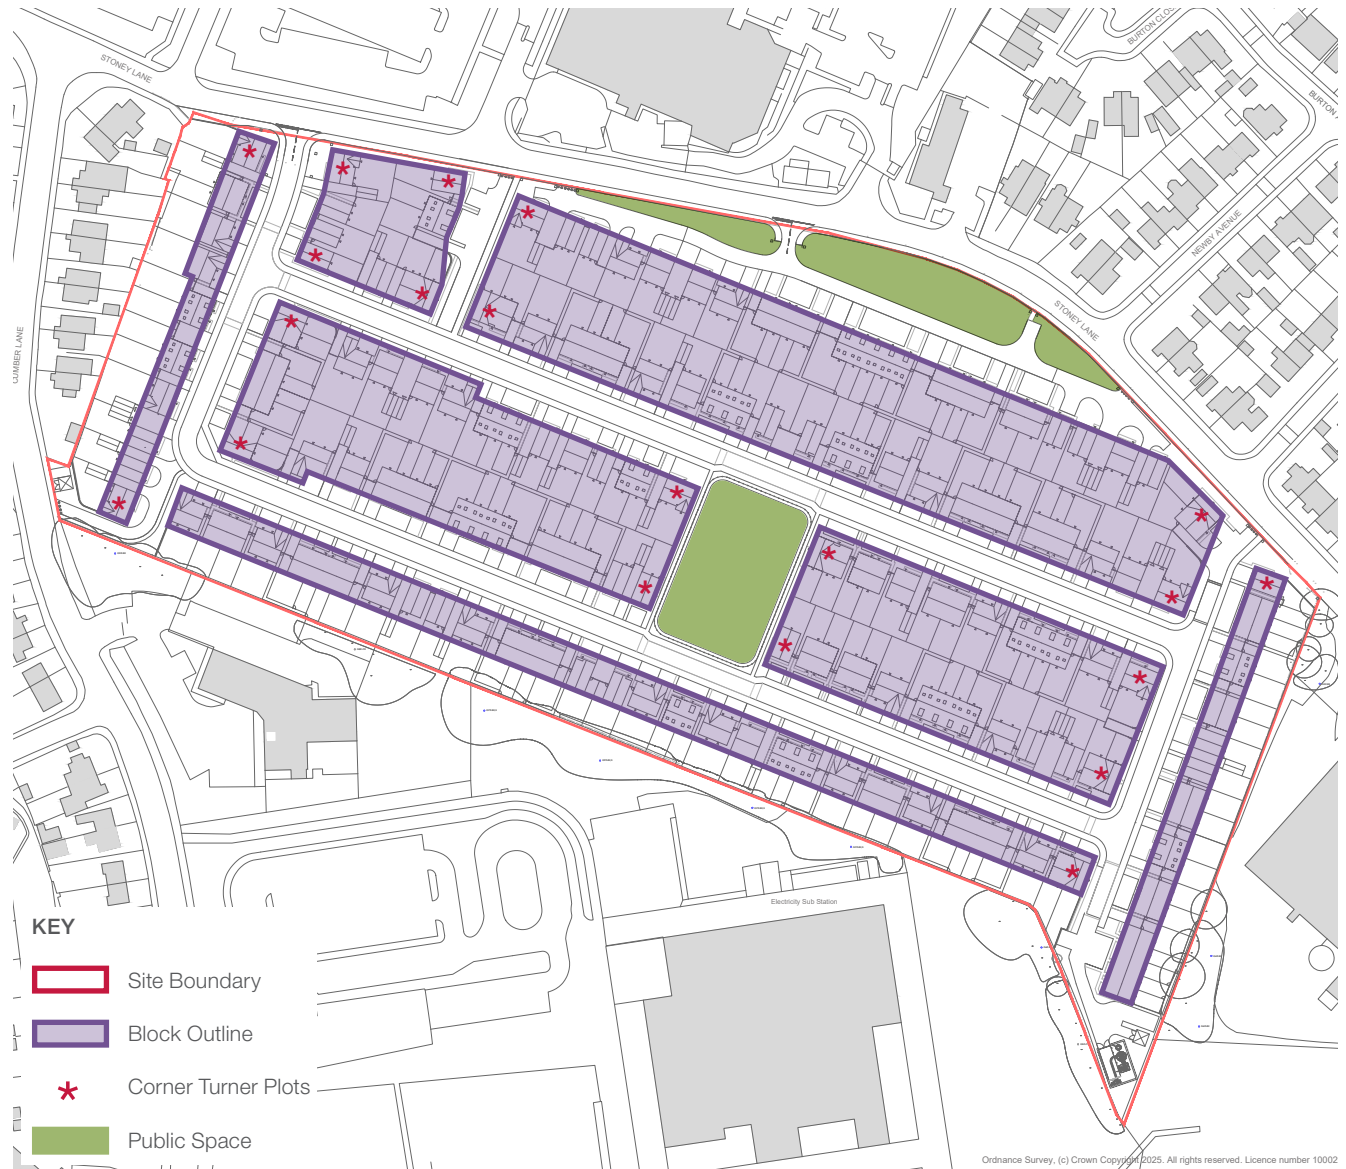 STONEY LANE
BURTON CLOS
BURTON
NEWBY AVENUE
STONEY LANE
CUMBER LANE
Electricity Sub Station
KEY
Site Boundary
Block Outline
Corner Turner Plots
Public Space
Ordnance Survey, (c) Crown Copyright 2025. All rights reserved. Licence number 10002